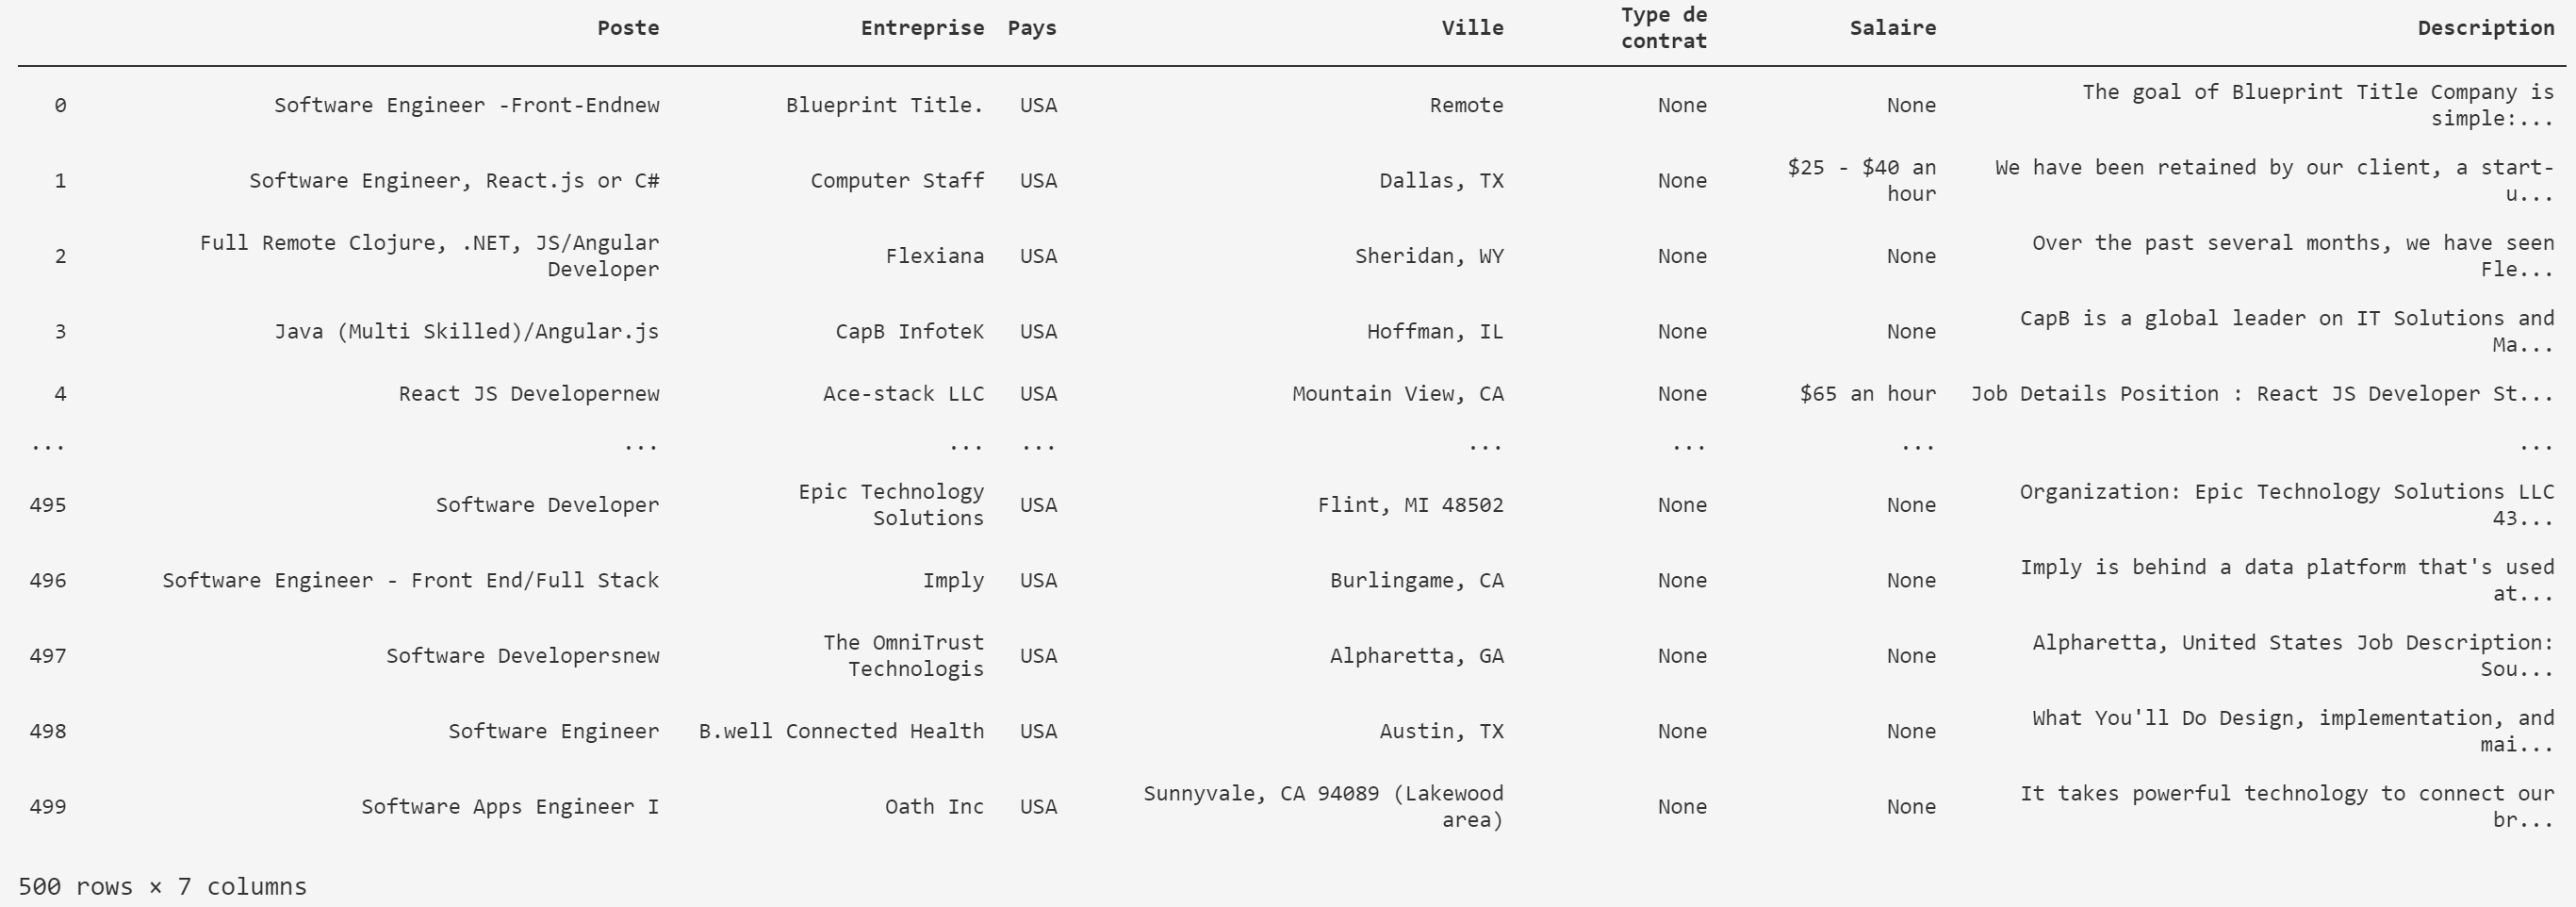 Poste Entreprise Pays Ville Type de contrat Salaire Description
0 Software Engineer -Front-Endnew Blueprint Title. USA Remote None None The goal of Blueprint Title Company is simple:...
1 Software Engineer, React.js or C# Computer Staff USA Dallas, TX None $25 - $40 an hour We have been retained by our client, a start-u...
2 Full Remote Clojure, .NET, JS/Angular Developer Flexiana USA Sheridan, WY None None Over the past several months, we have seen Fle...
3 Java (Multi Skilled)/Angular.js CapB InfoteK USA Hoffman, IL None None CapB is a global leader on IT Solutions and Ma...
4 React JS Developernew Ace-stack LLC USA Mountain View, CA None $65 an hour Job Details Position : React JS Developer St...
... ... ... ... ... ... ... ...
495 Software Developer Epic Technology Solutions USA Flint, MI 48502 None None Organization: Epic Technology Solutions LLC 43...
496 Software Engineer - Front End/Full Stack Imply USA Burlingame, CA None None Imply is behind a data platform that's used at...
497 Software Developersnew The OmniTrust Technologis USA Alpharetta, GA None None Alpharetta, United States Job Description: Sou...
498 Software Engineer B.well Connected Health USA Austin, TX None None What You'll Do Design, implementation, and mai...
499 Software Apps Engineer I Oath Inc USA Sunnyvale, CA 94089 (Lakewood area) None None It takes powerful technology to connect our br...
500 rows × 7 columns